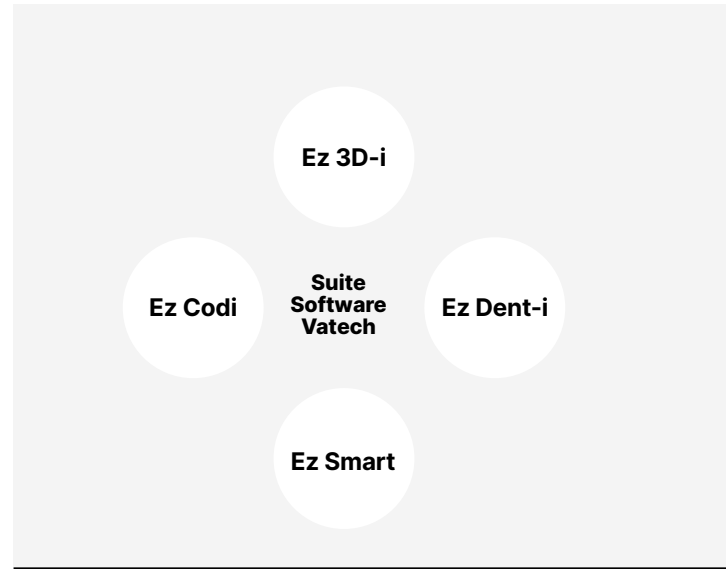 Ez 3D-i
Suite
Software
Vatech
Ez Codi
Ez Dent-i
Ez Smart